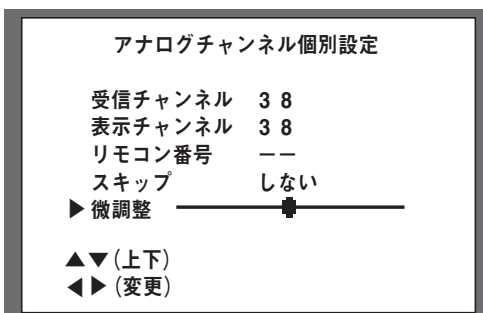 アナログチャンネル個別設定
受信チャンネル 38
表示チャンネル 38
リモコン番号 −−
スキップ しない
▶微調整
▲▼(上下)
◀▶(変更)